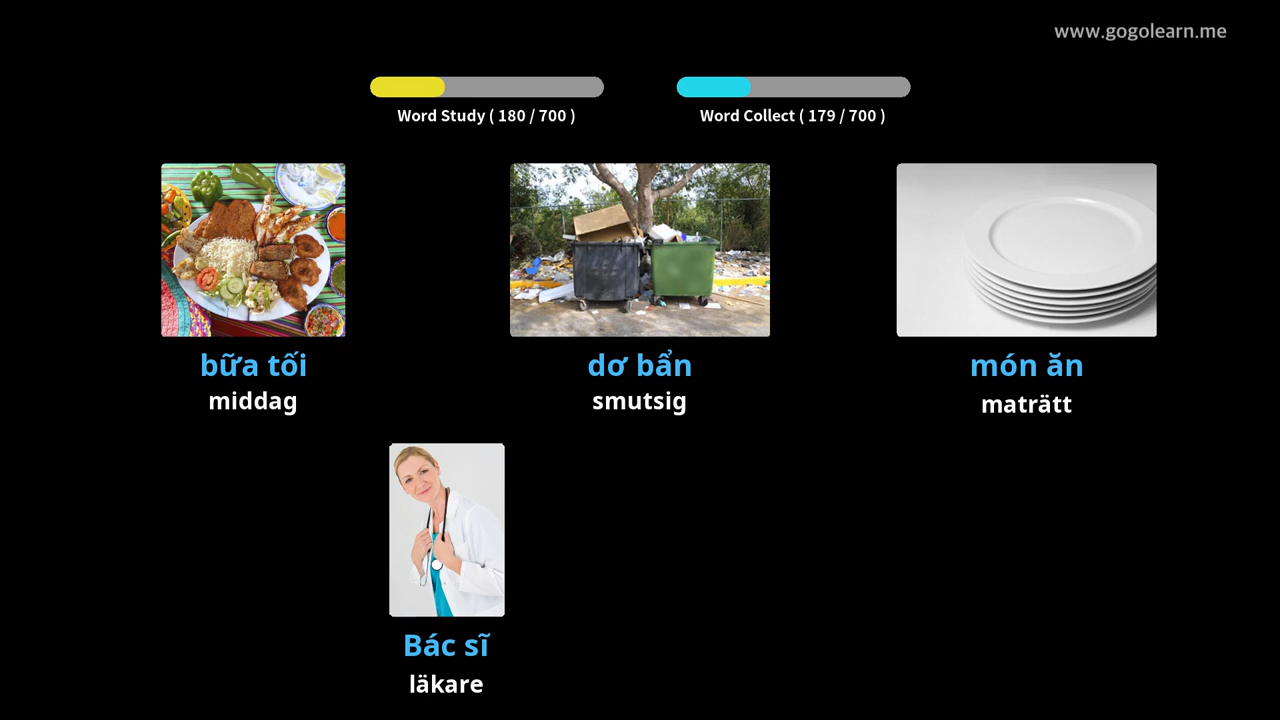 www.gogolearn.me
Word Study ( 180 / 700 )
Word Collect ( 179 / 700 )
bữa tối
middag
dơ bẩn
smutsig
món ăn
maträtt
Bác sĩ
läkare